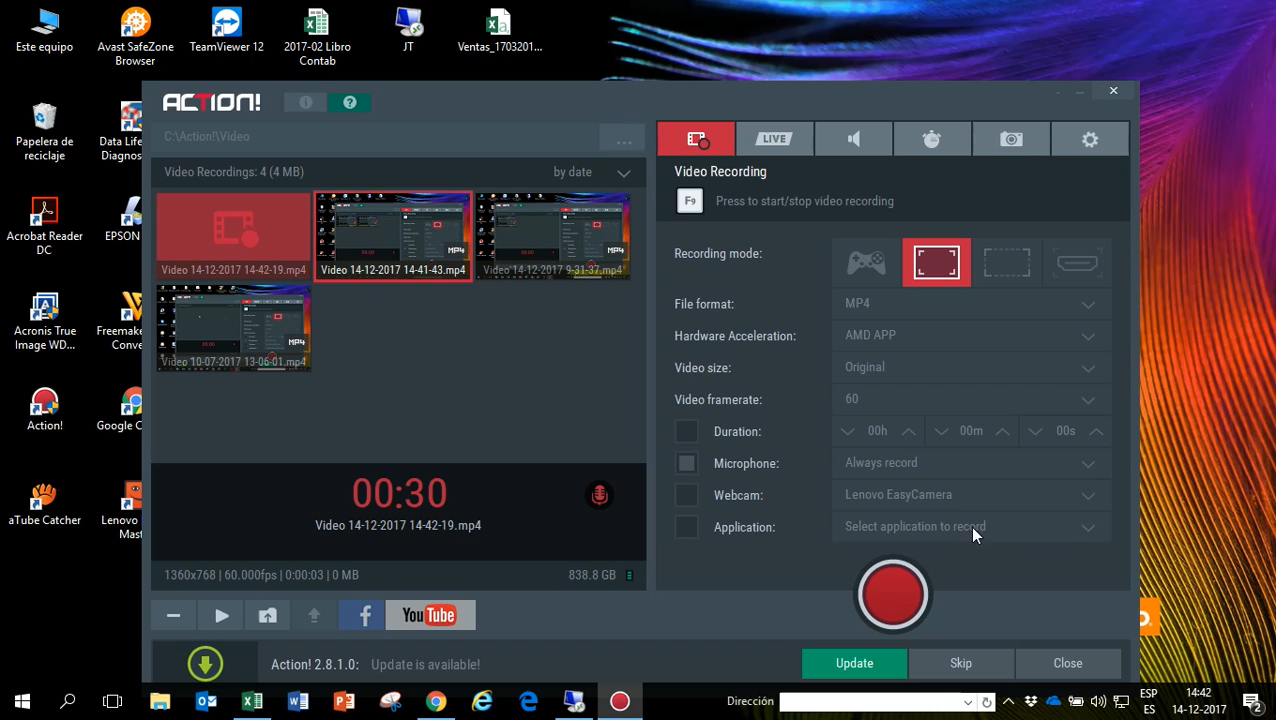 Este equipo
Avast SafeZone
Browser
TeamViewer 12
2017-02 Libro
Contab
JT
Ventas_1703201...
Papelera de
reciclaje
Data Life
Diagnos
Acrobat Reader
DC
EPSON
Acronis True
Image WD...
Freemake
Conve
Action!
Google C
aTube Catcher
Lenovo
Mast
ACTION!
C:\Action!\Video
...
Video Recordings: 4 (4 MB)
by date
Video 14-12-2017 14-42-19.mp4
MP4
Video 14-12-2017 14-41-43.mp4
MP4
Video 14-12-2017 9-31-37.mp4
MP4
Video 10-07-2017 13-06-01.mp4
00:30
Video 14-12-2017 14-42-19.mp4
1360x768 | 60.000fps | 0:00:03 | 0 MB
838.8 GB
f
YouTube
LIVE
Video Recording
F9
Press to start/stop video recording
Recording mode:
File format:
MP4
Hardware Acceleration:
AMD APP
Video size:
Original
Video framerate:
60
Duration:
00h
00m
00s
Microphone:
Always record
Webcam:
Lenovo EasyCamera
Application:
Select application to record
Action! 2.8.1.0:
Update is available!
Update
Skip
Close
Dirección
ESP
ES
14:42
14-12-2017
2